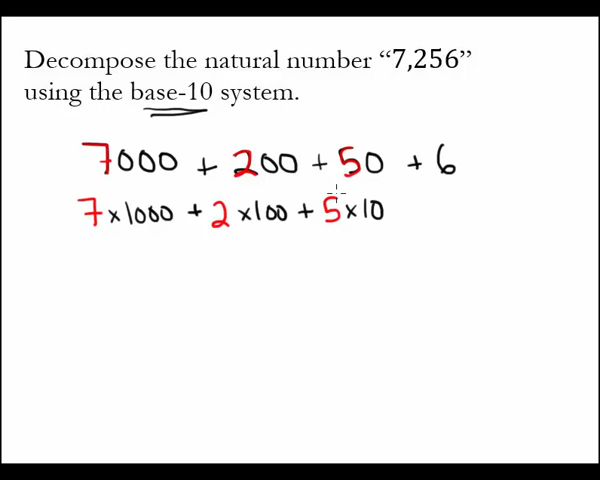 Decompose the natural number “7,256”
using the base-10 system.
7000 + 200 + 50 + 6
7 x 1000 + 2 x 100 + 5 x 10